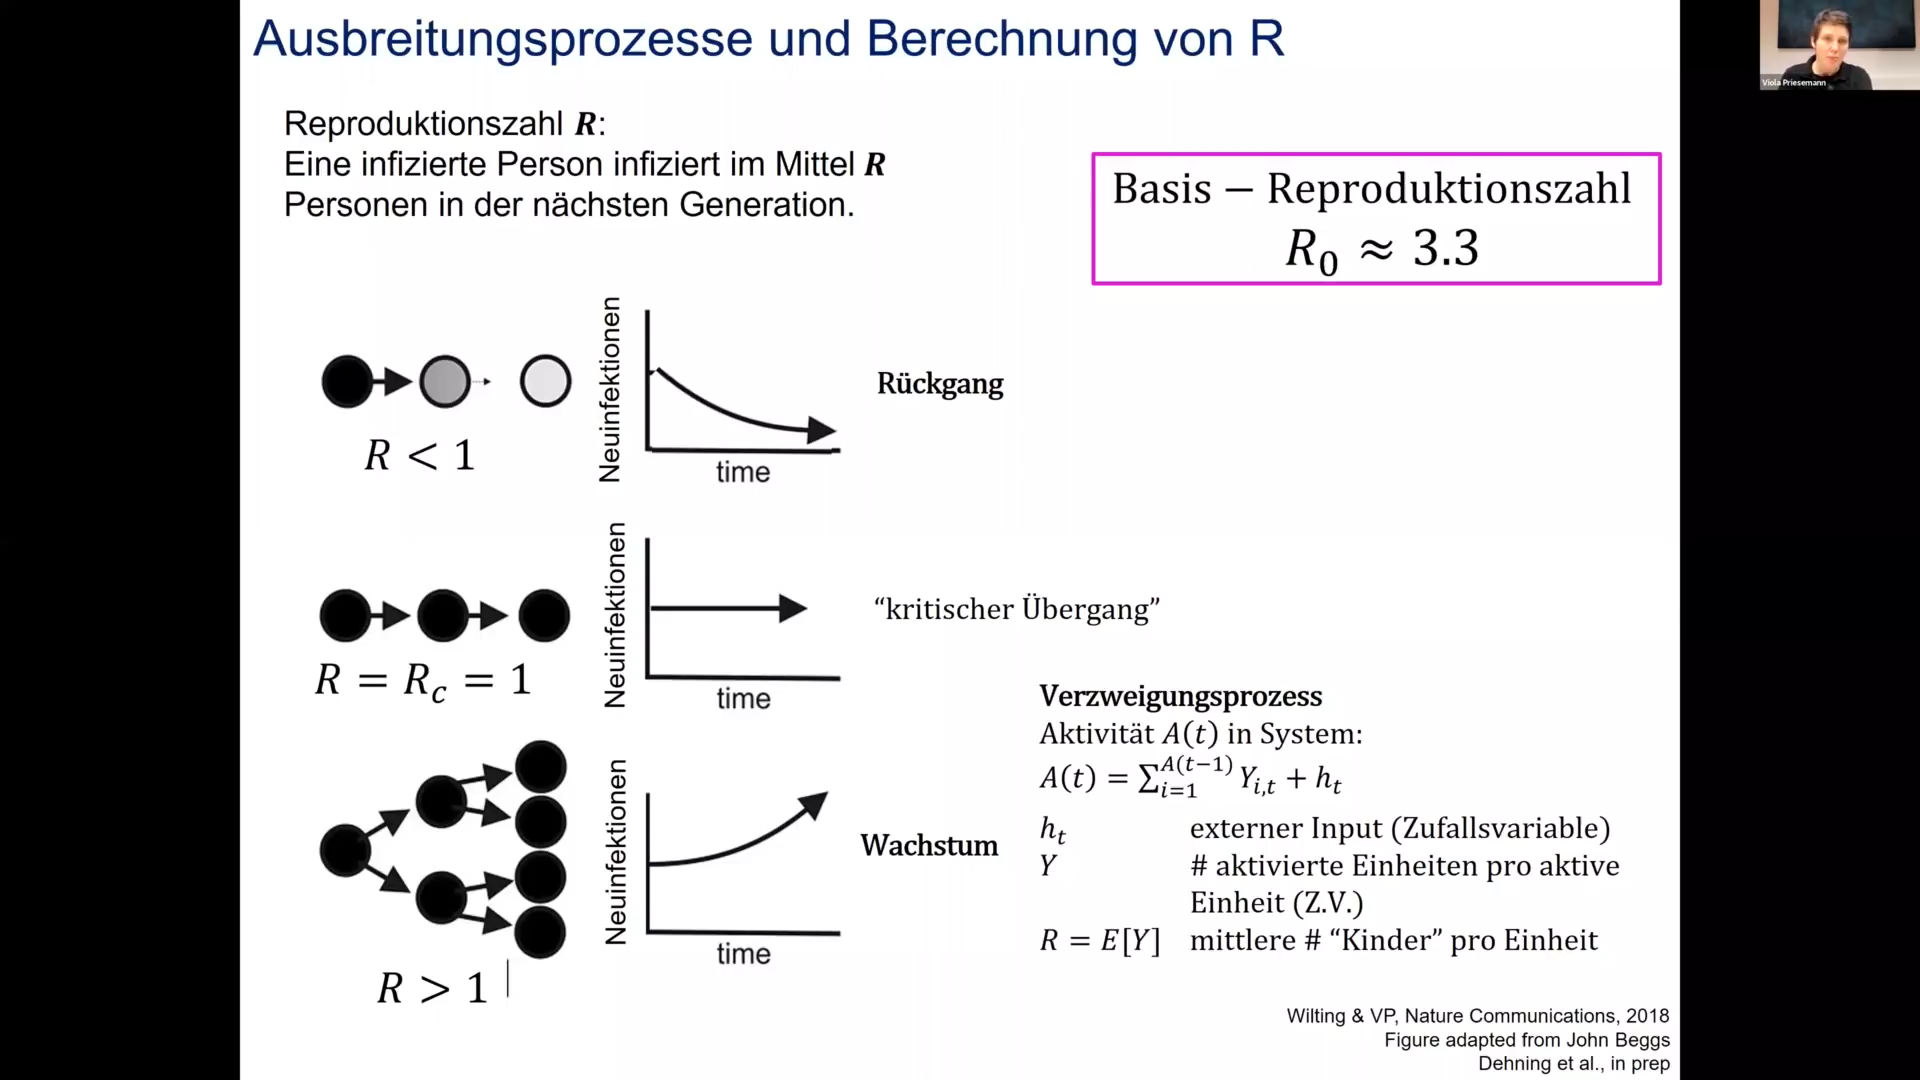 Ausbreitungsprozesse und Berechnung von R
Viola Priesemann
Reproduktionszahl R:
Eine infizierte Person infiziert im Mittel R
Personen in der nächsten Generation.
Basis − Reproduktionszahl
R₀ ≈ 3.3
Neuinfektionen
time
Rückgang
R < 1
Neuinfektionen
time
“kritischer Übergang”
R = R_c = 1
Neuinfektionen
time
Wachstum
R > 1
Verzweigungsprozess
Aktivität A(t) in System:
A(t) = ∑_{i=1}^{A(t−1)} Y_{i,t} + h_t
h_t externer Input (Zufallsvariable)
Y # aktivierte Einheiten pro aktive
Einheit (Z.V.)
R = E[Y] mittlere # “Kinder” pro Einheit
Wilting & VP, Nature Communications, 2018
Figure adapted from John Beggs
Dehning et al., in prep